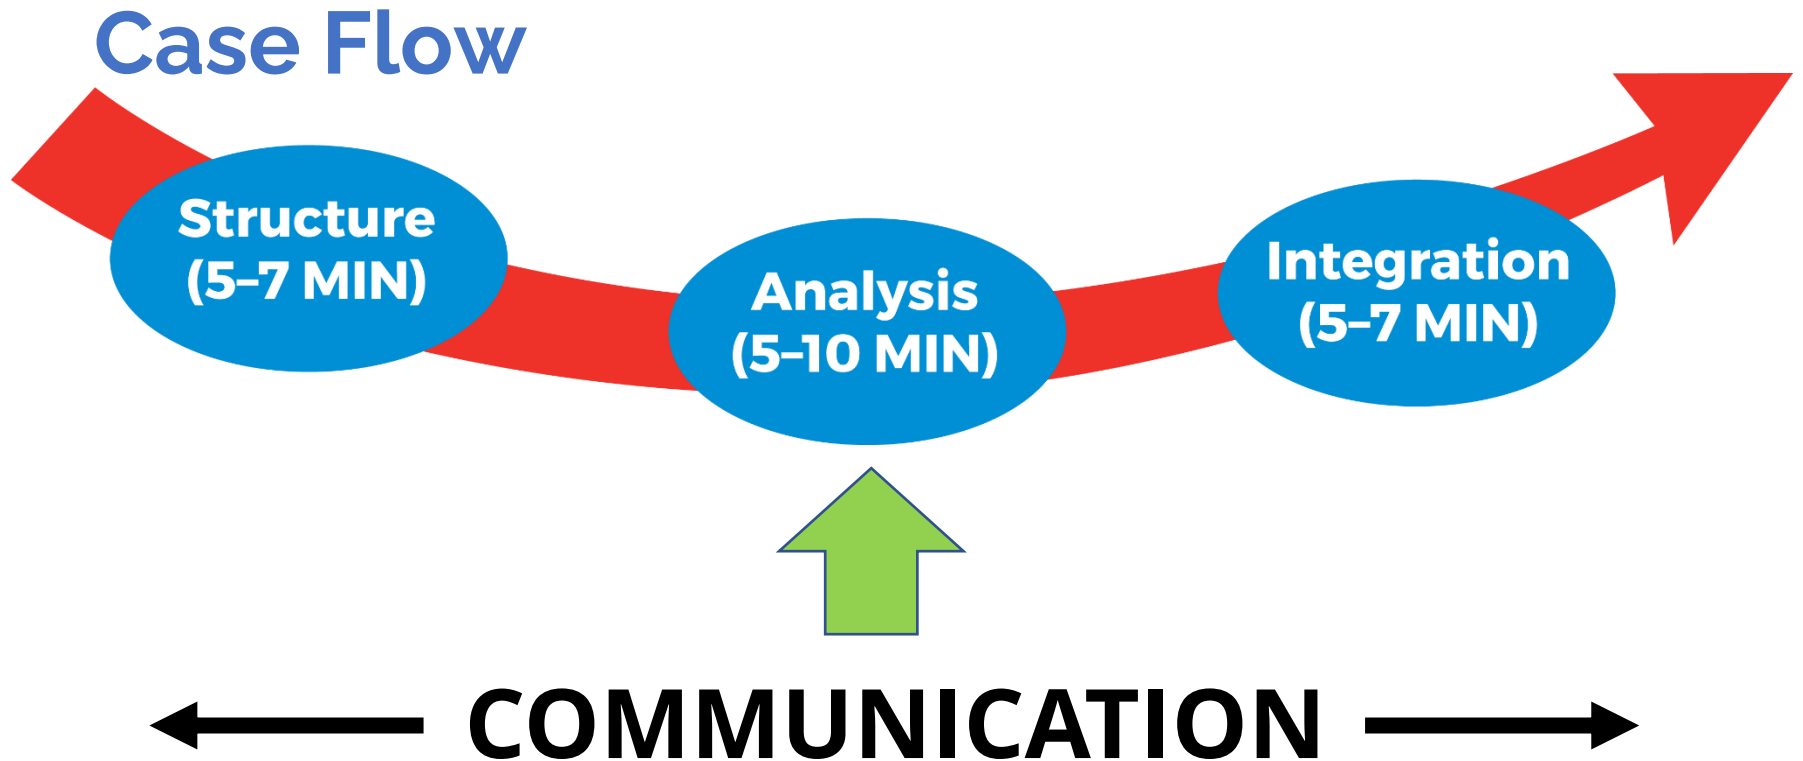 Case Flow
Structure
(5–7 MIN)
Analysis
(5–10 MIN)
Integration
(5–7 MIN)
COMMUNICATION